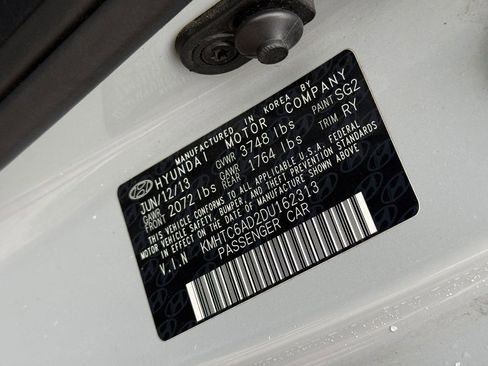 MANUFACTURED IN KOREA BY
HYUNDAI MOTOR COMPANY
JUN/12/13 GVWR 3748 lbs PAINT SG2
GAWR FRONT 2072 lbs GAWR REAR 1764 lbs TRIM RY
THIS VEHICLE CONFORMS TO ALL APPLICABLE U.S.A. FEDERAL
MOTOR VEHICLE SAFETY, BUMPER, AND THEFT PREVENTION STANDARDS
IN EFFECT ON THE DATE OF MANUFACTURE SHOWN ABOVE.
V.I.N KMHTC6AD2DU162313
PASSENGER CAR